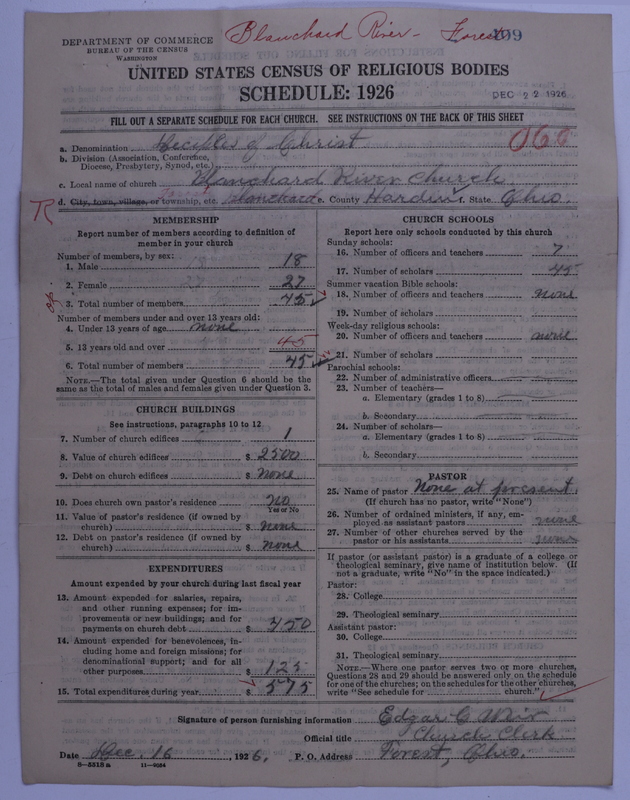 Blanchard River - Forest 199
DEPARTMENT OF COMMERCE
BUREAU OF THE CENSUS
WASHINGTON
UNITED STATES CENSUS OF RELIGIOUS BODIES
SCHEDULE: 1926
DEC 22 1926
FILL OUT A SEPARATE SCHEDULE FOR EACH CHURCH. SEE INSTRUCTIONS ON THE BACK OF THIS SHEET
060
a. Denomination Deciples of Christ
b. Division (Association, Conference, Diocese, Presbytery, Synod, etc.)
c. Local name of church Blanchard River Church
d. City, town, village, or township, etc. Blanchard e. County Hardin f. State Ohio.
MEMBERSHIP
Report number of members according to definition of member in your church
Number of members, by sex:
1. Male 18
2. Female 27
3. Total number of members 45
Number of members under and over 13 years old:
4. Under 13 years of age none
5. 13 years old and over 45
6. Total number of members 45
NOTE.—The total given under Question 6 should be the same as the total of males and females given under Question 3.
CHURCH BUILDINGS
See instructions, paragraphs 10 to 12
7. Number of church edifices 1
8. Value of church edifices $ 2500
9. Debt on church edifices $ none
10. Does church own pastor's residence No
Yes or No
11. Value of pastor's residence (if owned by church) $ none
12. Debt on pastor's residence (if owned by church) $ none
EXPENDITURES
Amount expended by your church during last fiscal year
13. Amount expended for salaries, repairs, and other running expenses; for improvements or new buildings; and for payments on church debt $ 450
14. Amount expended for benevolences, including home and foreign missions; for denominational support; and for all other purposes $ 125
15. Total expenditures during year $ 575
CHURCH SCHOOLS
Report here only schools conducted by this church
Sunday schools:
16. Number of officers and teachers 7
17. Number of scholars 45
Summer vacation Bible schools:
18. Number of officers and teachers none
19. Number of scholars
Week-day religious schools:
20. Number of officers and teachers none
21. Number of scholars
Parochial schools:
22. Number of administrative officers
23. Number of teachers—
a. Elementary (grades 1 to 8)
b. Secondary
24. Number of scholars—
a. Elementary (grades 1 to 8)
b. Secondary
PASTOR
25. Name of pastor None at present
(If church has no pastor, write "None")
26. Number of ordained ministers, if any, employed as assistant pastors none
27. Number of other churches served by the pastor or his assistants none
If pastor (or assistant pastor) is a graduate of a college or theological seminary, give name of institution below. (If not a graduate, write "No" in the space indicated.)
Pastor:
28. College
29. Theological seminary
Assistant pastor:
30. College
31. Theological seminary
NOTE.—Where one pastor serves two or more churches, Questions 28 and 29 should be answered only on the schedule for one of the churches; on the schedules for the other churches, write "See schedule for church."
Signature of person furnishing information Edgar C Weir
Official title Church Clerk
Date Dec. 16, 1926. P. O. Address Forest, Ohio.
8—5313a 11—9054